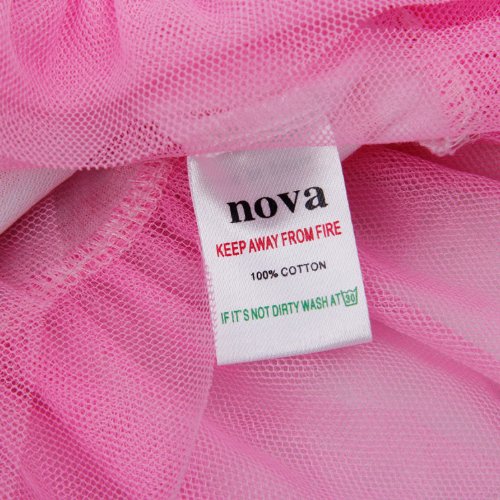 nova
KEEP AWAY FROM FIRE
100% COTTON
IF IT'S NOT DIRTY WASH AT 30